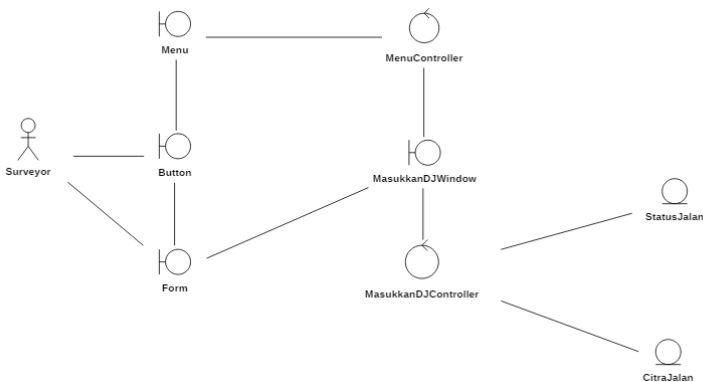 Menu
MenuController
Surveyor
Button
MasukkanDJWindow
StatusJalan
Form
MasukkanDJController
CitraJalan